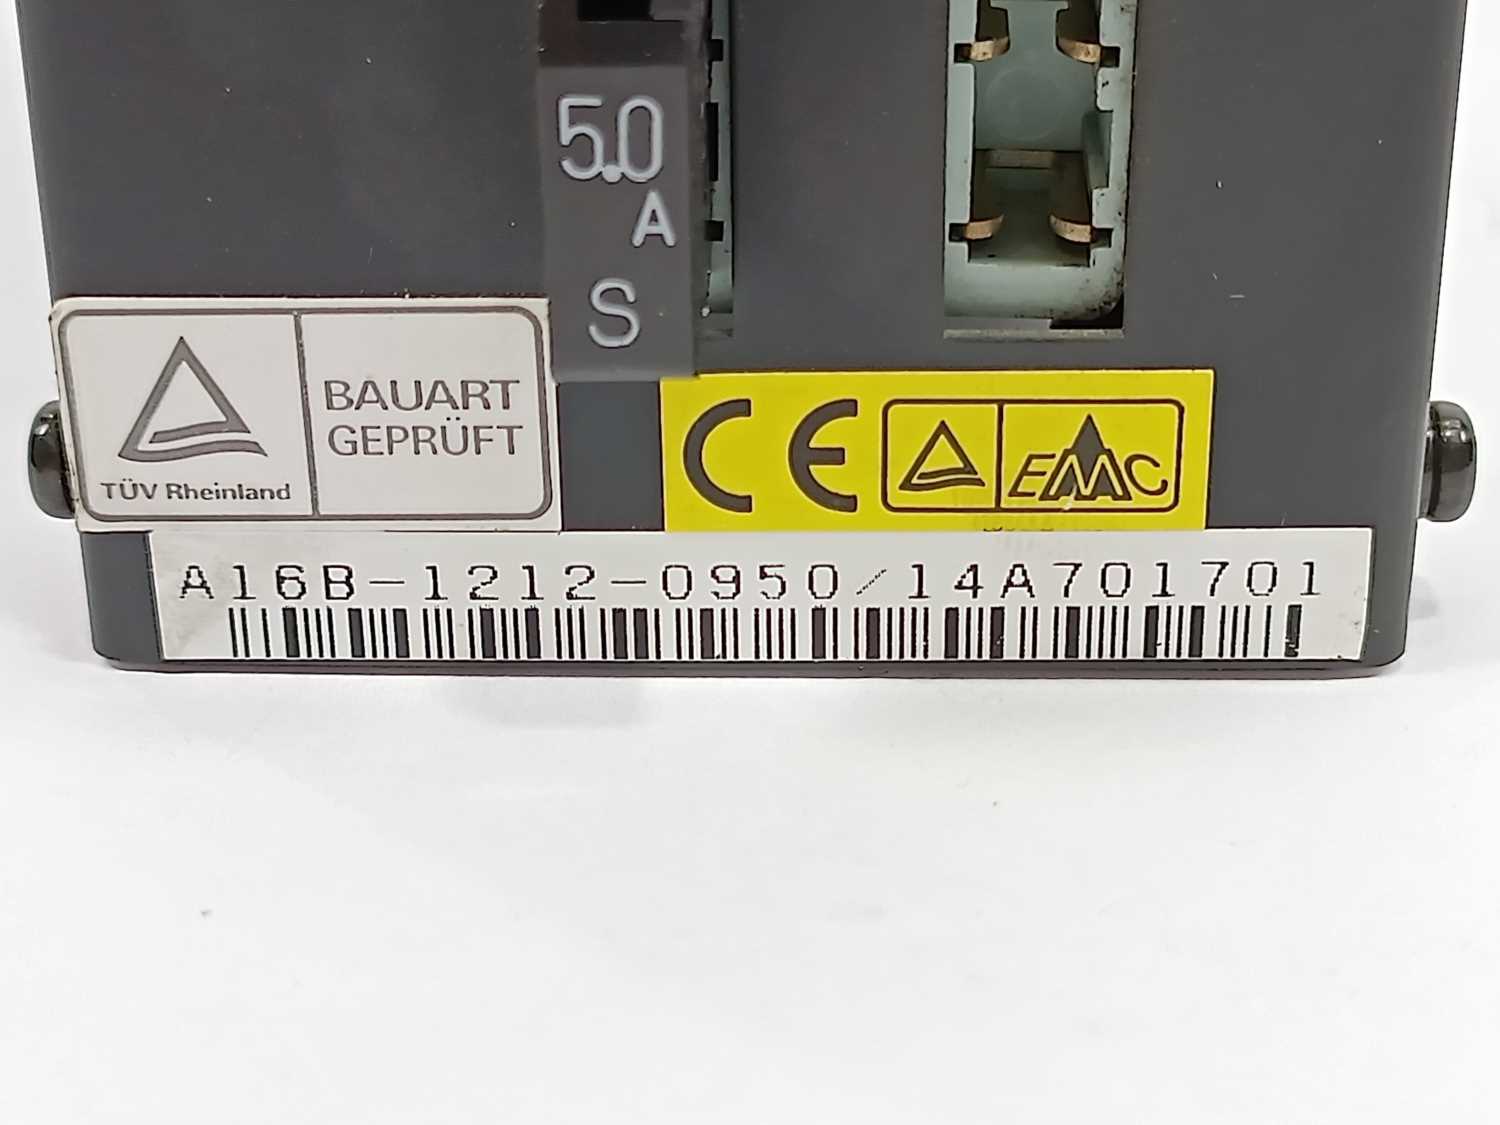 5.0
A
S
BAUART
GEPRÜFT
TÜV Rheinland
CE
EMC
A16B-1212-0950/14A701701